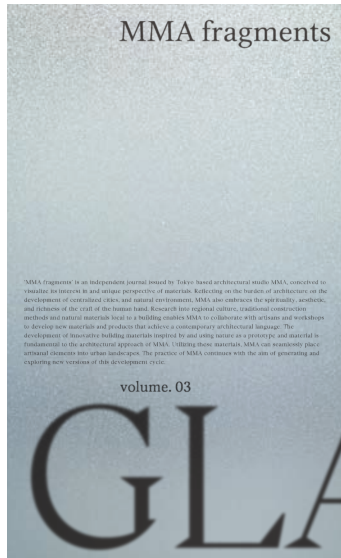 MMA fragments
'MMA fragments' is an independent journal issued by Tokyo based architectural studio MMA, conceived to
visualize its interest in and unique perspective of materials. Reflecting on the burden of architecture on the
development of centralized cities, and natural environment, MMA also embraces the spirituality, aesthetic,
and richness of the craft of the human hand. Research into regional culture, traditional construction
methods and natural materials local to a building enables MMA to collaborate with artisans and workshops
to develop new materials and products that achieve a contemporary architectural language. The
development of innovative building materials inspired by and using nature as a prototype and material is
fundamental to the architectural approach of MMA. Utilizing these materials, MMA can seamlessly place
artisanal elements into urban landscapes. The practice of MMA continues with the aim of generating and
exploring new versions of this development cycle.
volume. 03
GLA